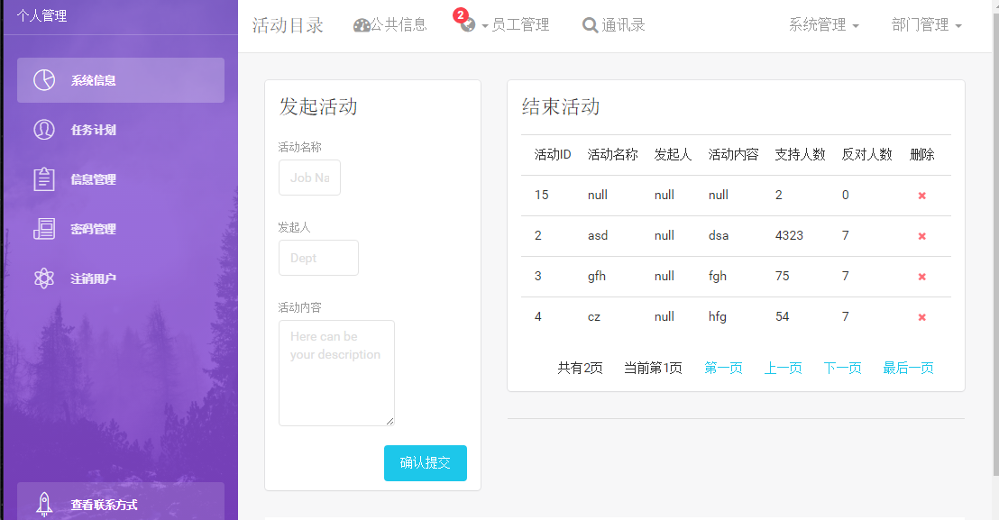 个人管理
系统信息
任务计划
信息管理
密码管理
注销用户
查看联系方式
活动目录 公共信息 2 员工管理 通讯录 系统管理 部门管理
发起活动
活动名称
Job Na
发起人
Dept
活动内容
Here can be
your description
确认提交
结束活动
活动ID 活动名称 发起人 活动内容 支持人数 反对人数 删除
15 null null null 2 0
2 asd null dsa 4323 7
3 gfh null fgh 75 7
4 cz null hfg 54 7
共有2页 当前第1页 第一页 上一页 下一页 最后一页